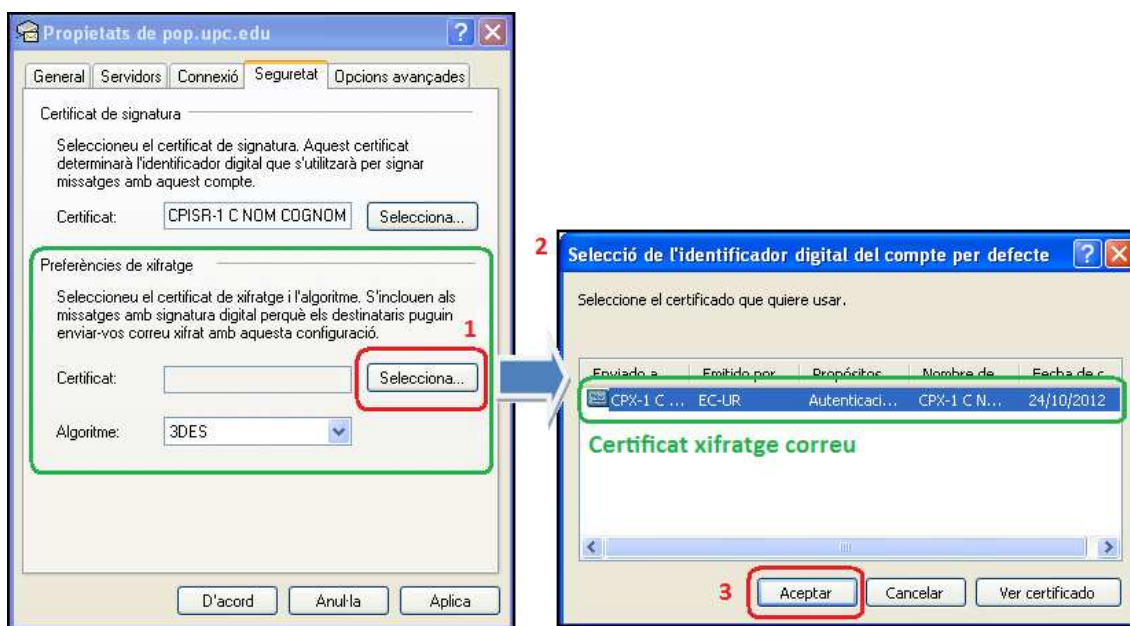 Propietats de pop.upc.edu
General Servidors Connexió Seguretat Opcions avançades
Certificat de signatura
Seleccioneu el certificat de signatura. Aquest certificat
determinarà l'identificador digital que s'utilitzarà per signar
missatges amb aquest compte.
Certificat: CPISR-1 C NOM COGNOM Selecciona...
Preferències de xifratge
Seleccioneu el certificat de xifratge i l'algoritme. S'inclouen als
missatges amb signatura digital perquè els destinataris puguin
enviar-vos correu xifrat amb aquesta configuració.
1
Certificat: Selecciona...
Algoritme: 3DES
D'acord Anul·la Aplica
2
Selecció de l'identificador digital del compte per defecte
Seleccione el certificado que quiere usar.
Enviado a Emitido por Propósitos Nombre de Fecha de c
CPX-1 C ... EC-UR Autenticaci... CPX-1 C N... 24/10/2012
Certificat xifratge correu
3
Aceptar Cancelar Ver certificado